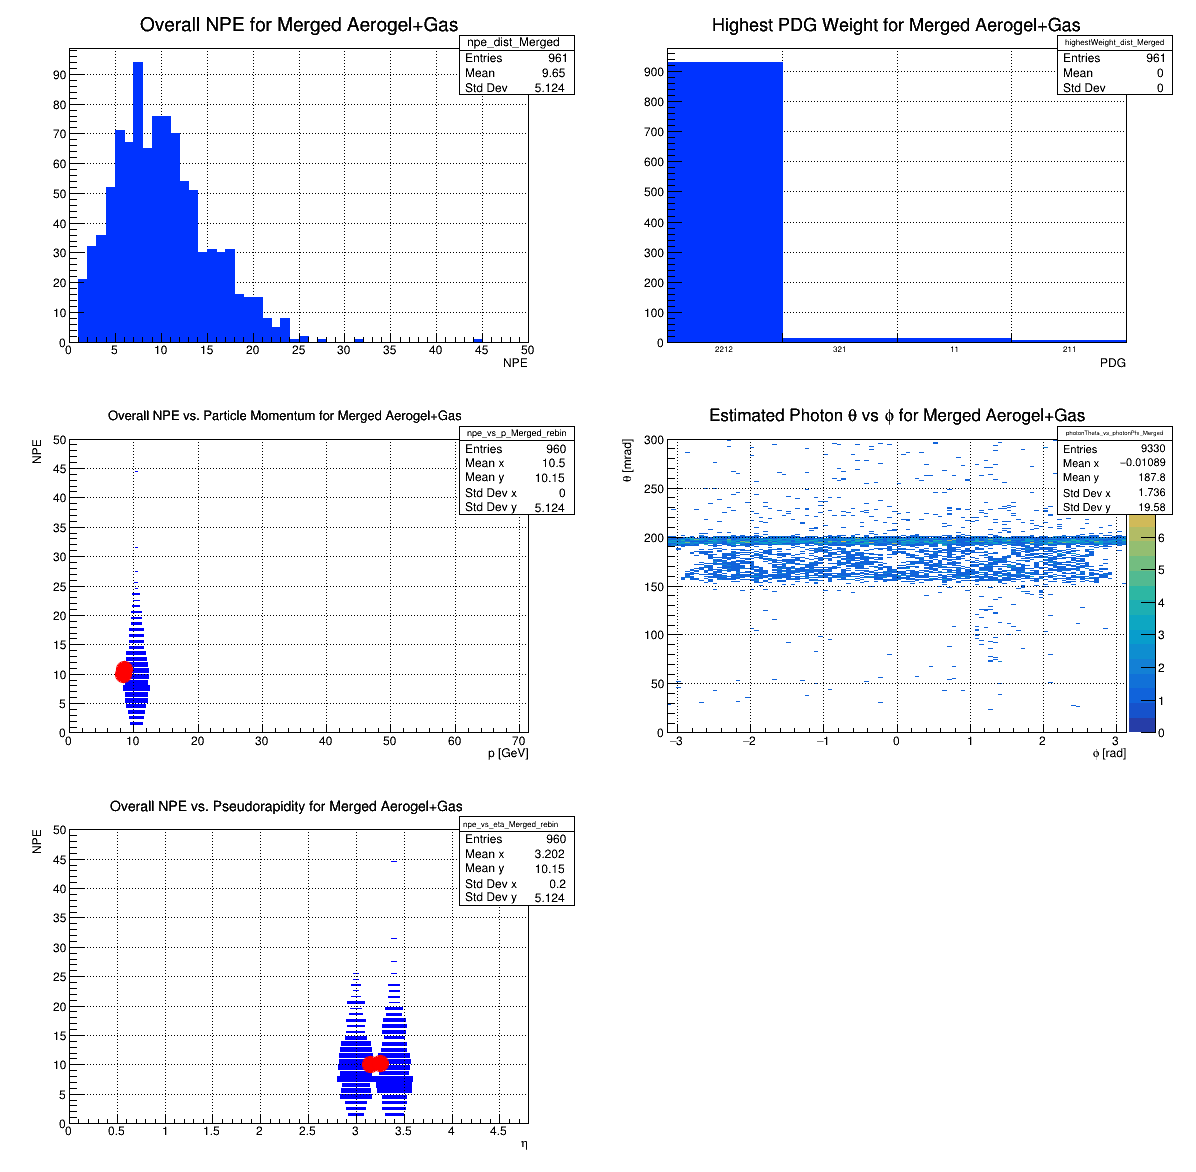 Overall NPE for Merged Aerogel+Gas
npe_dist_Merged
Entries 961
Mean 9.65
Std Dev 5.124
90
80
70
60
50
40
30
20
10
0
0 5 10 15 20 25 30 35 40 45 50
NPE
Highest PDG Weight for Merged Aerogel+Gas
highestWeight_dist_Merged
Entries 961
Mean 0
Std Dev 0
900
800
700
600
500
400
300
200
100
0
2212 321 11 211
PDG
Overall NPE vs. Particle Momentum for Merged Aerogel+Gas
npe_vs_p_Merged_rebin
Entries 960
Mean x 10.5
Mean y 10.15
Std Dev x 0
Std Dev y 5.124
NPE
50
45
40
35
30
25
20
15
10
5
0
0 10 20 30 40 50 60 70
p [GeV]
Estimated Photon θ vs ϕ for Merged Aerogel+Gas
photonTheta_vs_photonPhi_Merged
Entries 9330
Mean x −0.01089
Mean y 187.8
Std Dev x 1.736
Std Dev y 19.58
θ [mrad]
300
250
200
150
100
50
0
−3 −2 −1 0 1 2 3
ϕ [rad]
6
5
4
3
2
1
0
Overall NPE vs. Pseudorapidity for Merged Aerogel+Gas
npe_vs_eta_Merged_rebin
Entries 960
Mean x 3.202
Mean y 10.15
Std Dev x 0.2
Std Dev y 5.124
NPE
50
45
40
35
30
25
20
15
10
5
0
0 0.5 1 1.5 2 2.5 3 3.5 4 4.5
η